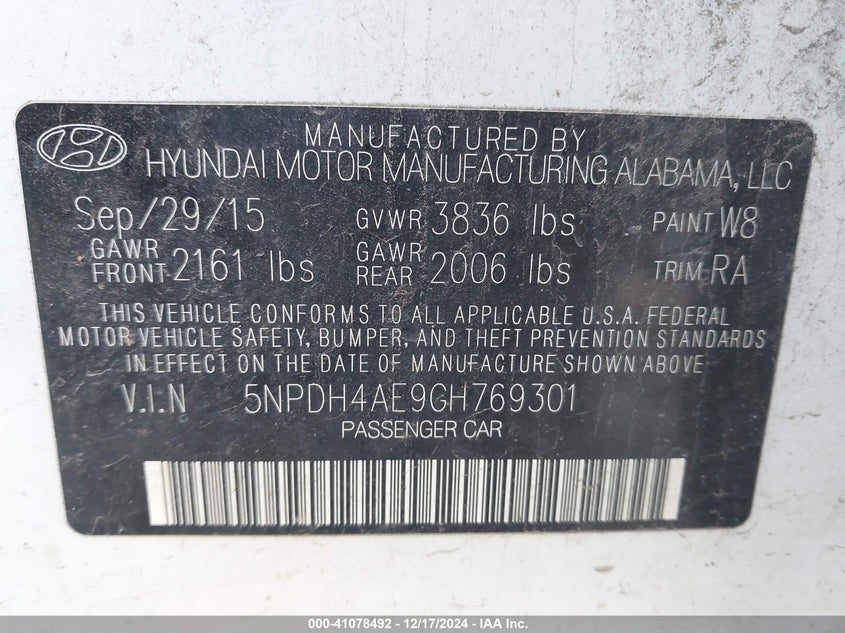 MANUFACTURED BY
HYUNDAI MOTOR MANUFACTURING ALABAMA, LLC
Sep/29/15 GVWR 3836 lbs PAINT W8
GAWR FRONT 2161 lbs GAWR REAR 2006 lbs TRIM RA
THIS VEHICLE CONFORMS TO ALL APPLICABLE U.S.A. FEDERAL
MOTOR VEHICLE SAFETY, BUMPER, AND THEFT PREVENTION STANDARDS
IN EFFECT ON THE DATE OF MANUFACTURE SHOWN ABOVE
V.I.N 5NPDH4AE9GH769301
PASSENGER CAR
000-41078492 - 12/17/2024 - IAA Inc.